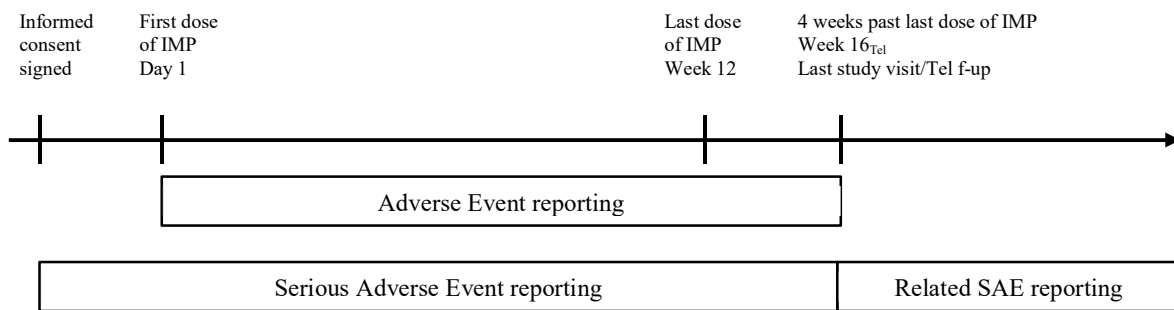 Informed
consent
signed
First dose
of IMP
Day 1
Last dose
of IMP
Week 12
4 weeks past last dose of IMP
Week 16Tel
Last study visit/Tel f-up
Adverse Event reporting
Serious Adverse Event reporting
Related SAE reporting